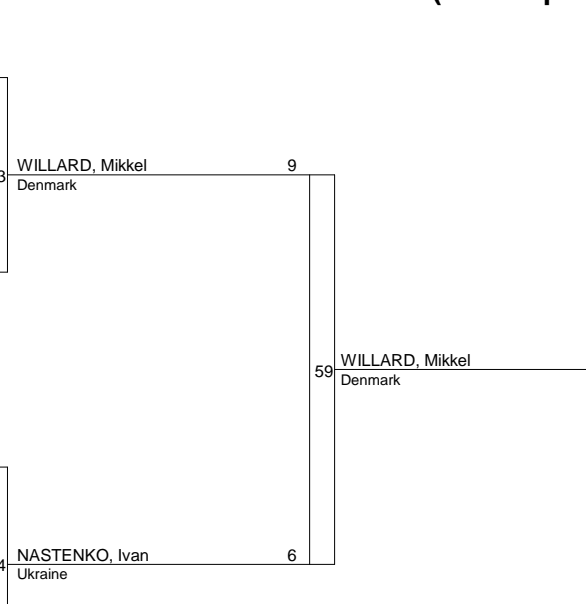 WILLARD, Mikkel 9
Denmark
59
WILLARD, Mikkel
Denmark
NASTENKO, Ivan 6
Ukraine